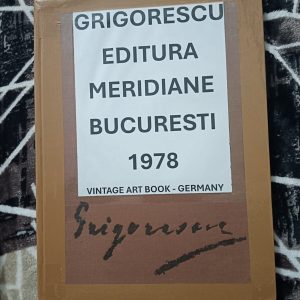 GRIGORESCU
EDITURA
MERIDIANE
BUCURESTI
1978
VINTAGE ART BOOK - GERMANY
Grigorescu